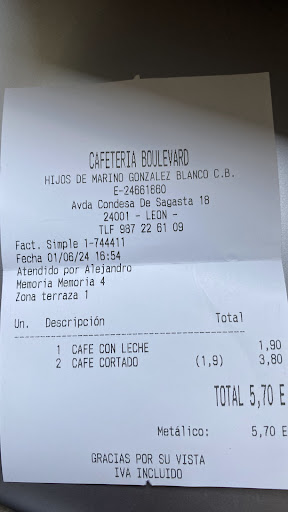 CAFETERIA BOULEVARD
HIJOS DE MARINO GONZALEZ BLANCO C.B.
E-24661660
Avda Condesa De Sagasta 18
24001 - LEON -
TLF 987 22 61 09
Fact. Simple 1-744411
Fecha 01/06/24 16:54
Atendido por Alejandro
Memoria Memoria 4
Zona terraza 1
Un. Descripción Total
1 CAFE CON LECHE 1,90
2 CAFE CORTADO (1,9) 3,80
TOTAL 5,70 E
Metálico: 5,70 E
GRACIAS POR SU VISTA
IVA INCLUIDO